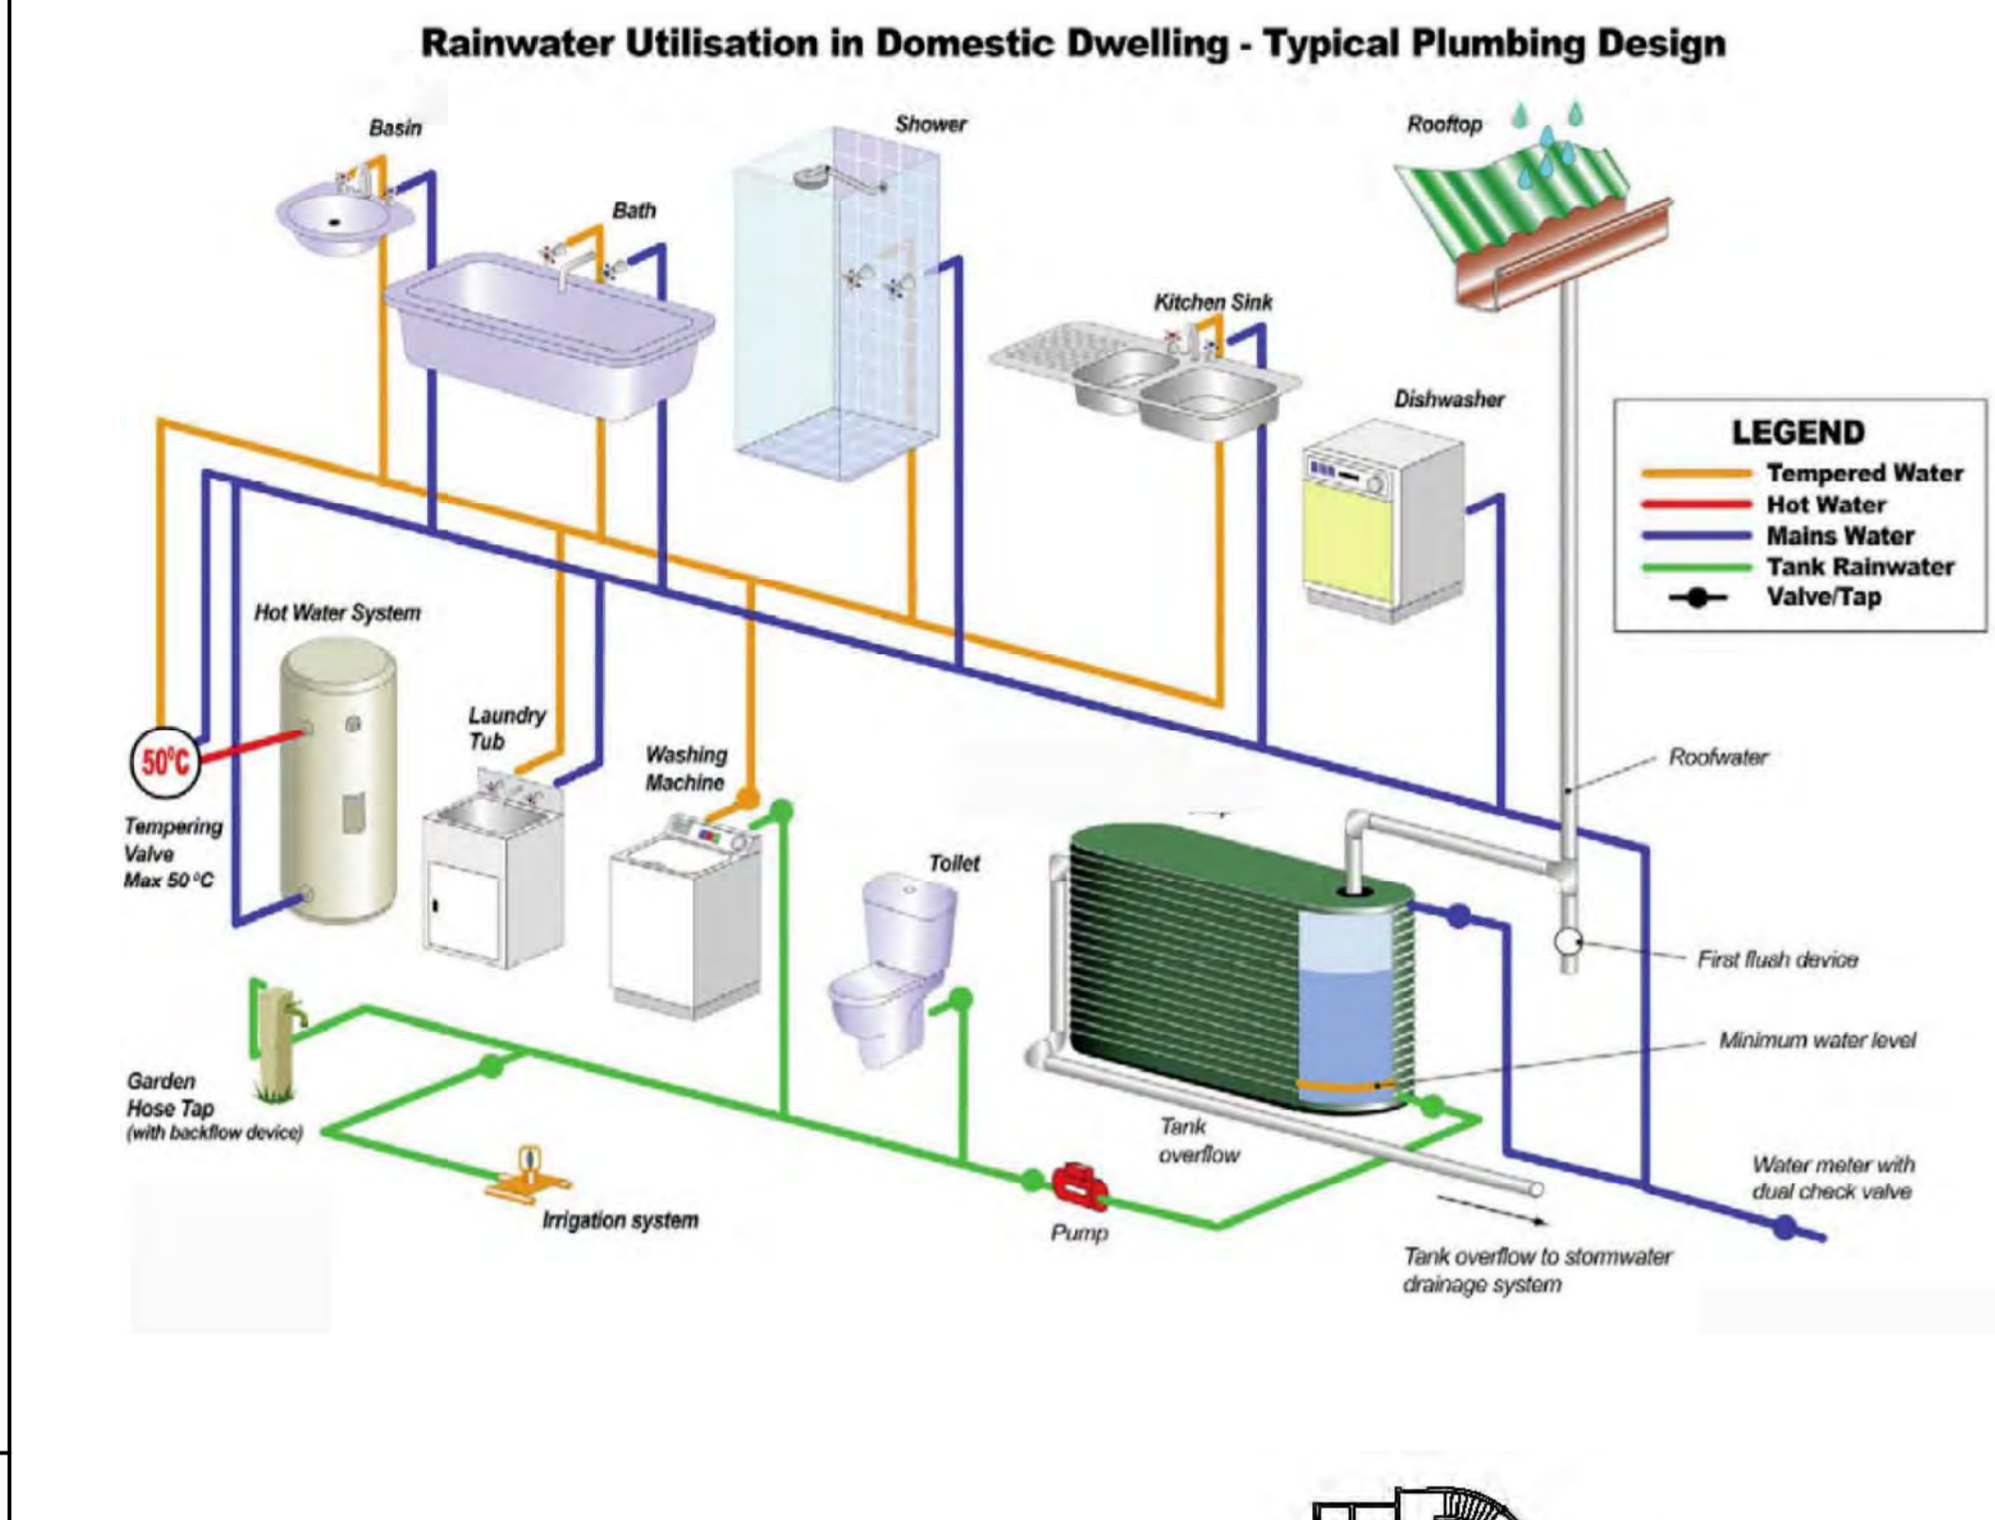 Rainwater Utilisation in Domestic Dwelling - Typical Plumbing Design
Basin
Shower
Rooftop
Bath
Kitchen Sink
Dishwasher
LEGEND
Tempered Water
Hot Water
Mains Water
Tank Rainwater
Valve/Tap
Hot Water System
Laundry
Tub
Washing
Machine
50°C
Tempering
Valve
Max 50 °C
Roofwater
Toilet
First flush device
Minimum water level
Garden
Hose Tap
(with backflow device)
Tank
overflow
Water meter with
dual check valve
Irrigation system
Pump
Tank overflow to stormwater
drainage system